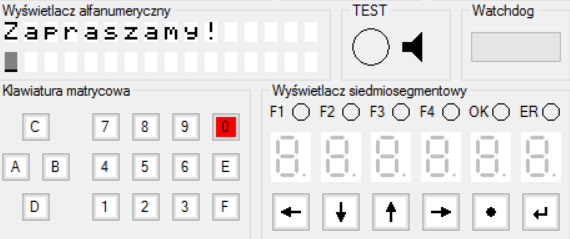 Wyświetlacz alfanumeryczny
Zapraszamy!
TEST
Watchdog
Klawiatura matrycowa
C 7 8 9 0
A B 4 5 6 E
D 1 2 3 F
Wyświetlacz siedmiosegmentowy
F1 F2 F3 F4 OK ER